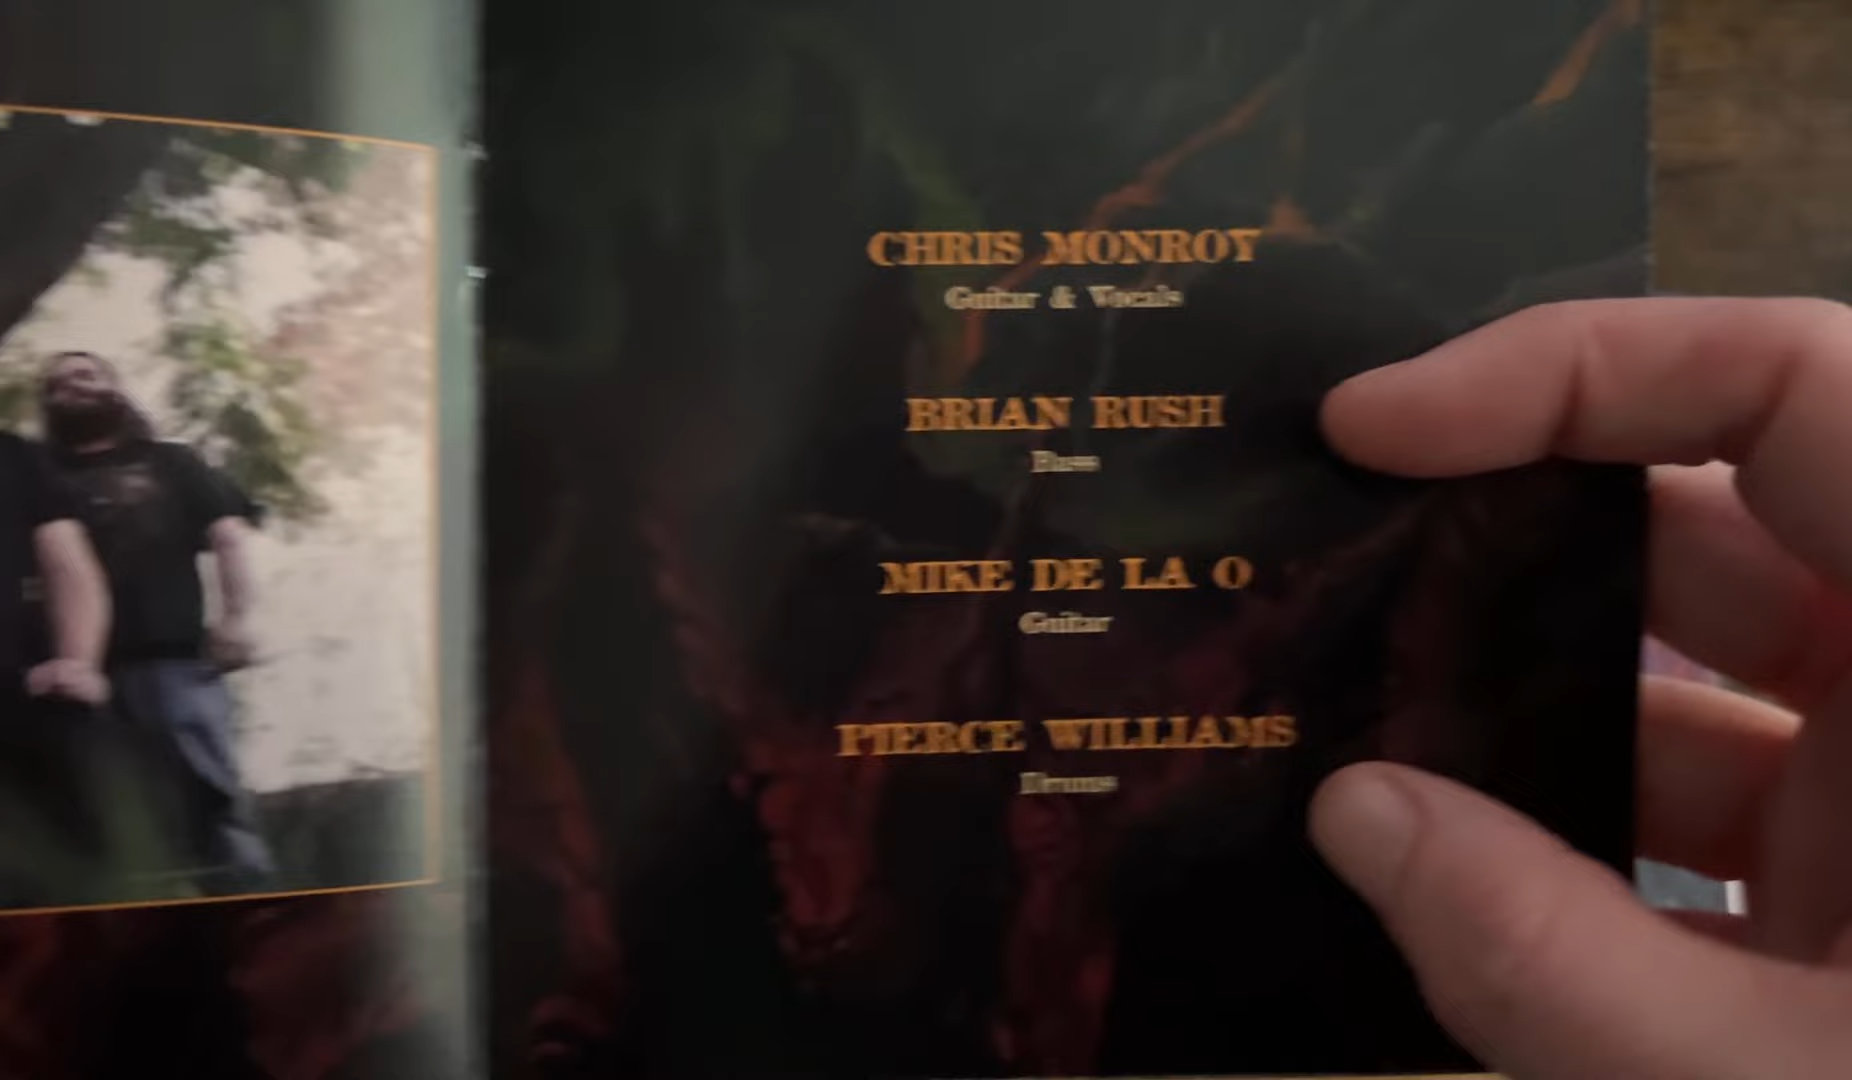 CHRIS MONROY
Guitar & Vocals
BRIAN RUSH
Bass
MIKE DE LA O
Guitar
PIERCE WILLIAMS
Drums